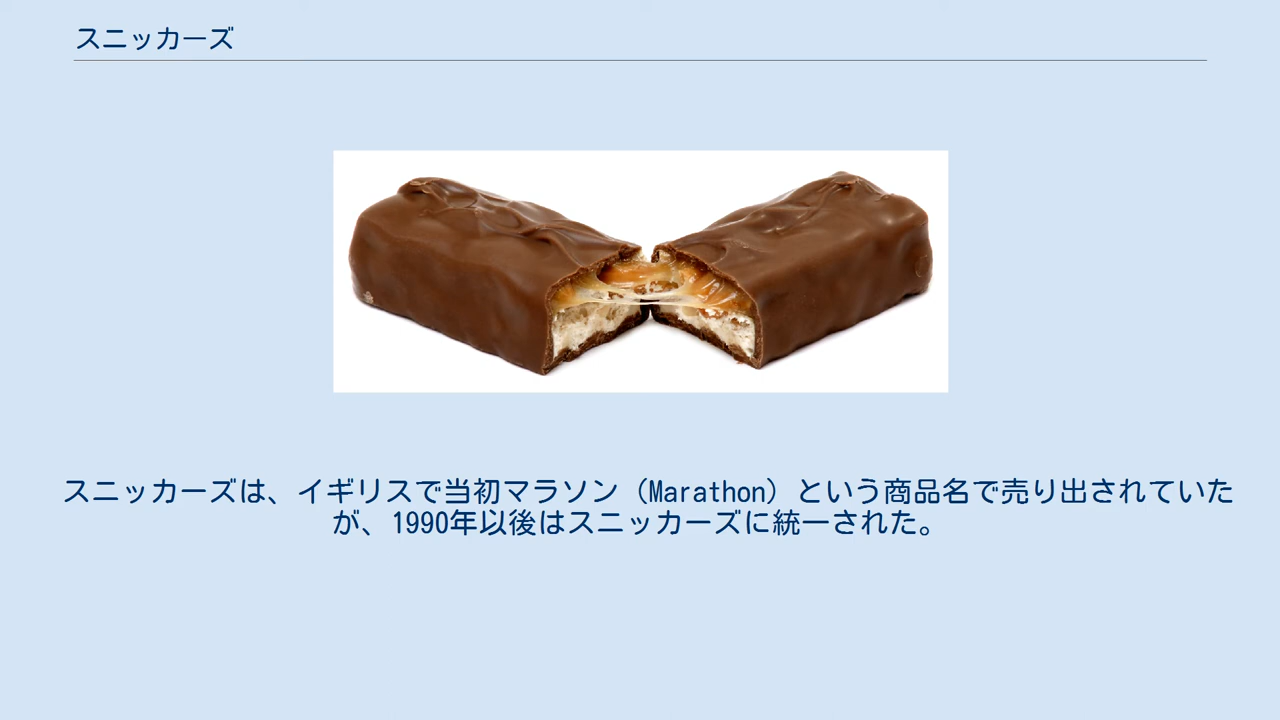 スニッカーズ
スニッカーズは、イギリスで当初マラソン（Marathon）という商品名で売り出されていた
が、1990年以後はスニッカーズに統一された。